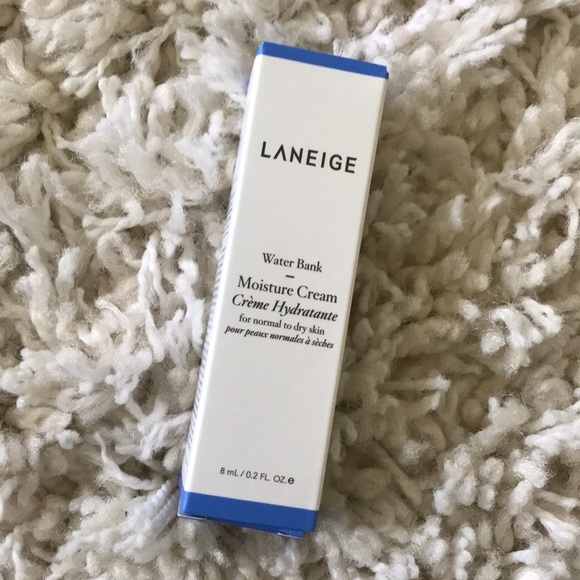 LANEIGE
Water Bank
–
Moisture Cream
Crème Hydratante
for normal to dry skin
pour peaux normales à sèches
8 mL / 0.2 FL. OZ. ℮